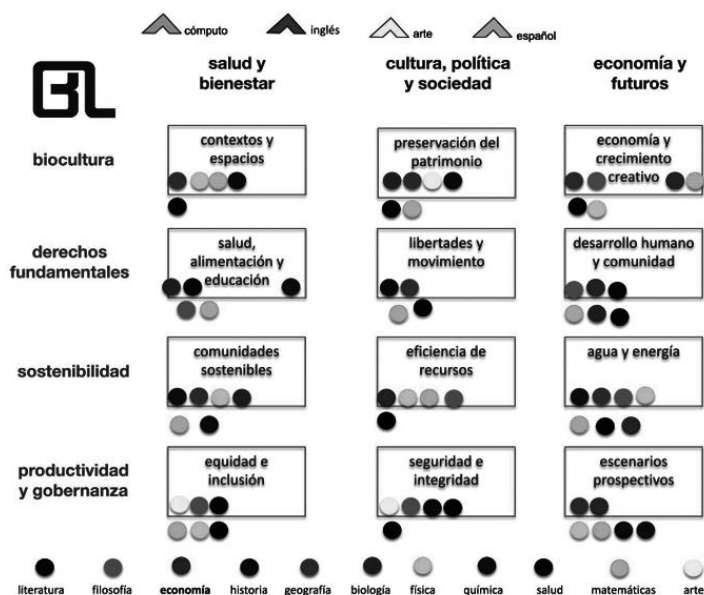 cómputo
inglés
arte
español
salud y
bienestar
cultura, política
y sociedad
economía y
futuros
biocultura
contextos y
espacios
preservación del
patrimonio
economía y
crecimiento
creativo
derechos
fundamentales
salud,
alimentación y
educación
libertades y
movimiento
desarrollo humano
y comunidad
sostenibilidad
comunidades
sostenibles
eficiencia de
recursos
agua y energía
productividad
y gobernanza
equidad e
inclusión
seguridad e
integridad
escenarios
prospectivos
literatura
filosofía
economía
historia
geografía
biología
física
química
salud
matemáticas
arte